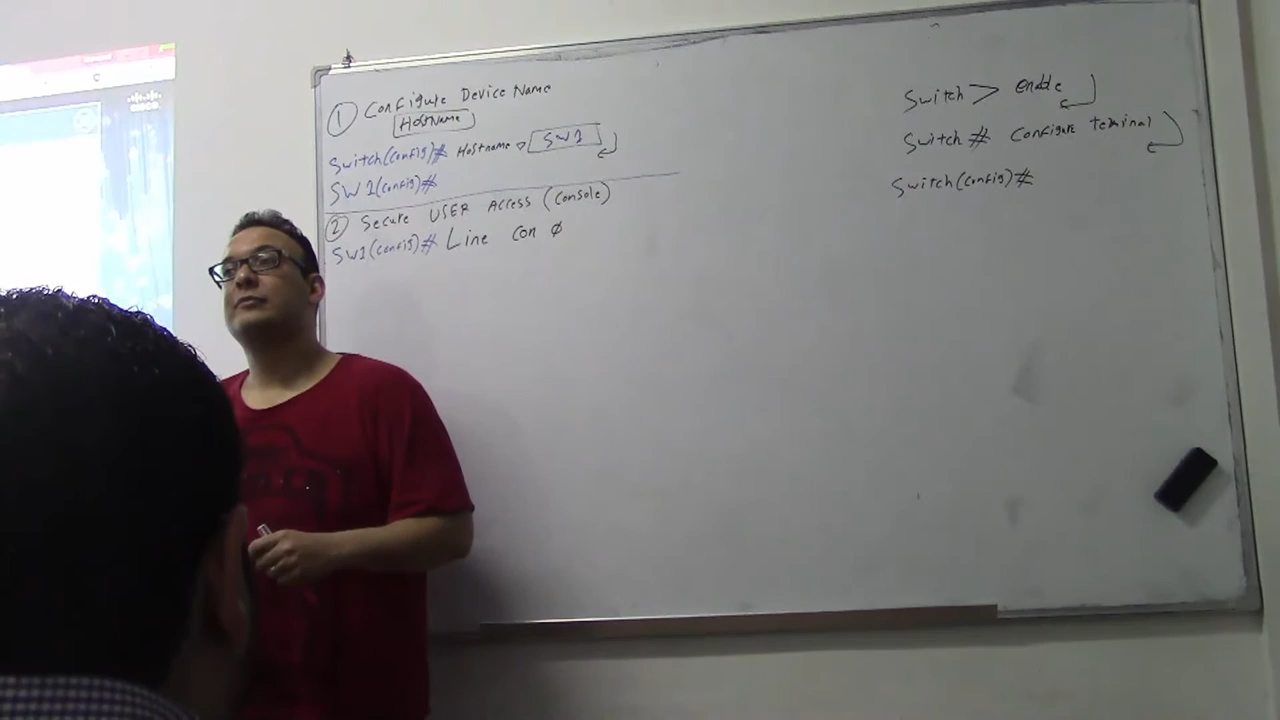 ① Configure Device Name
HostName
Switch(config)# Hostname SW1
SW1(config)#
② Secure USER Access (console)
SW1(config)# Line con Ø
Switch> enable
Switch# configure terminal
Switch(config)#